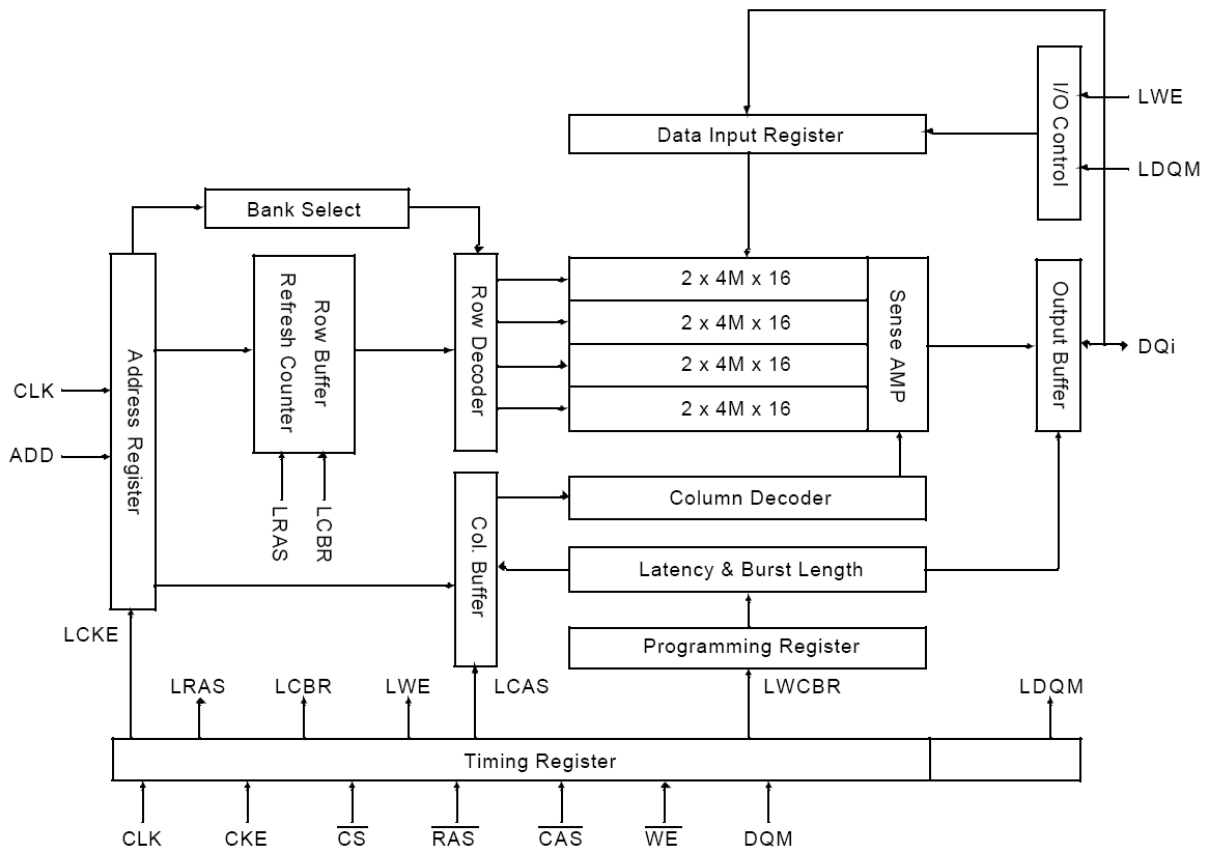 I/O Control
LWE
LDQM
Data Input Register
Bank Select
Address Register
CLK
ADD
Row Buffer
Refresh Counter
LRAS
LCBR
Row Decoder
2 x 4M x 16
2 x 4M x 16
2 x 4M x 16
2 x 4M x 16
Sense AMP
Output Buffer
DQi
Col. Buffer
Column Decoder
Latency & Burst Length
Programming Register
LCKE
LRAS
LCBR
LWE
LCAS
LWCBR
LDQM
Timing Register
CLK
CKE
CS
RAS
CAS
WE
DQM